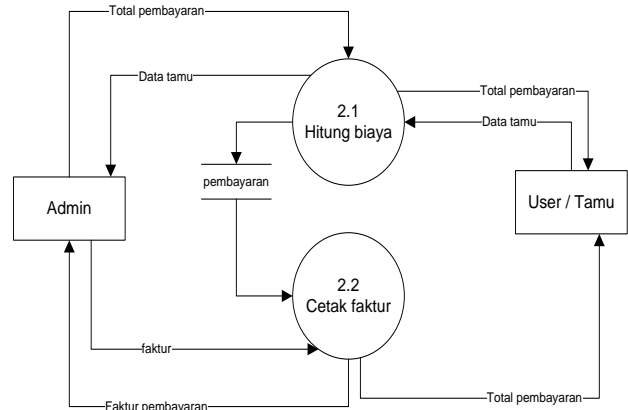 Total pembayaran
Data tamu
2.1
Hitung biaya
Total pembayaran
Data tamu
pembayaran
Admin
User / Tamu
2.2
Cetak faktur
faktur
Faktur pembayaran
Total pembayaran